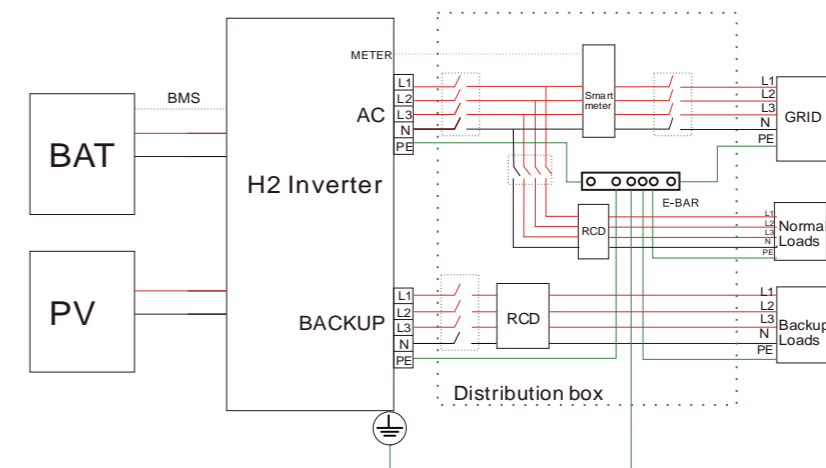 METER
BMS
BAT
H2 Inverter
AC
L1
L2
L3
N
PE
Smart
meter
L1
L2
L3
N
PE
GRID
E-BAR
RCD
L1
L2
L3
N
PE
Normal
Loads
PV
BACKUP
L1
L2
L3
N
PE
RCD
L1
L2
L3
N
PE
Backup
Loads
Distribution box